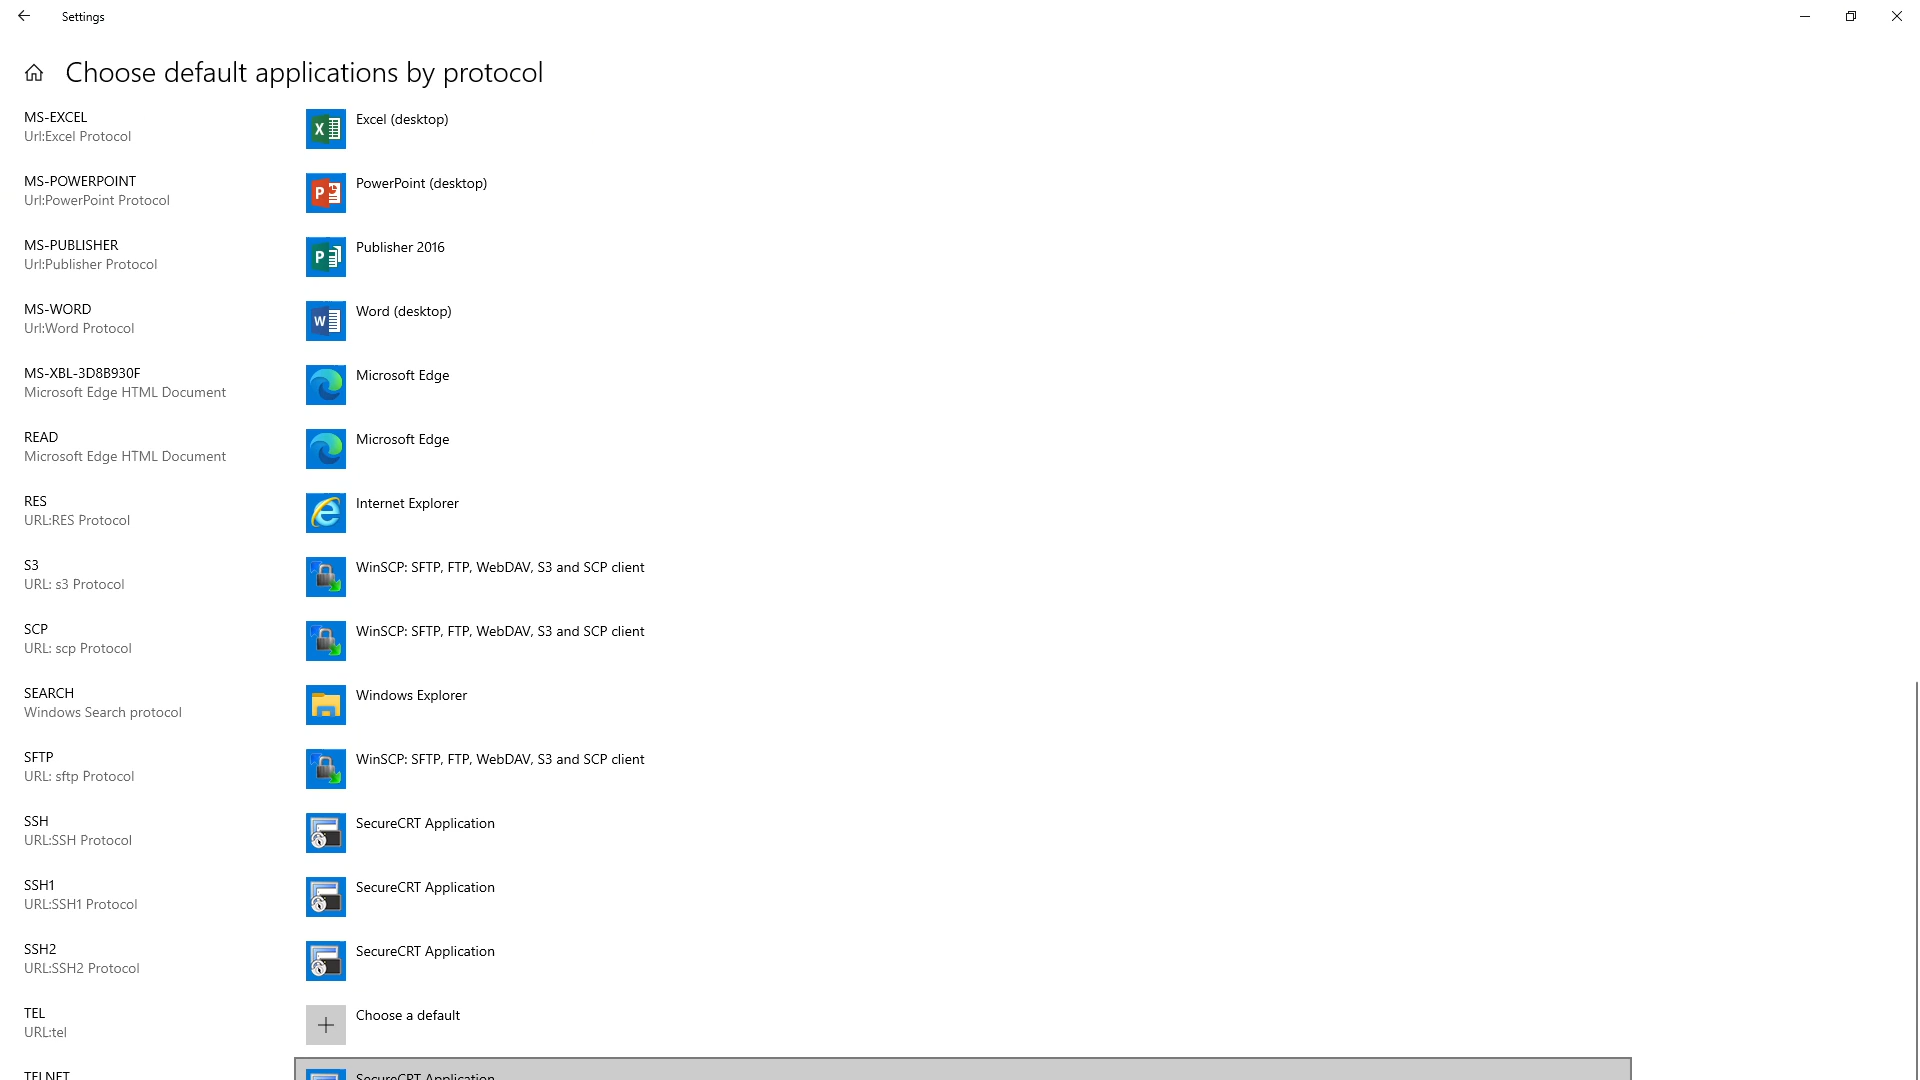 Settings
Choose default applications by protocol
MS-EXCEL
Url:Excel Protocol
Excel (desktop)
MS-POWERPOINT
Url:PowerPoint Protocol
PowerPoint (desktop)
MS-PUBLISHER
Url:Publisher Protocol
Publisher 2016
MS-WORD
Url:Word Protocol
Word (desktop)
MS-XBL-3D8B930F
Microsoft Edge HTML Document
Microsoft Edge
READ
Microsoft Edge HTML Document
Microsoft Edge
RES
URL:RES Protocol
Internet Explorer
S3
URL: s3 Protocol
WinSCP: SFTP, FTP, WebDAV, S3 and SCP client
SCP
URL: scp Protocol
WinSCP: SFTP, FTP, WebDAV, S3 and SCP client
SEARCH
Windows Search protocol
Windows Explorer
SFTP
URL: sftp Protocol
WinSCP: SFTP, FTP, WebDAV, S3 and SCP client
SSH
URL:SSH Protocol
SecureCRT Application
SSH1
URL:SSH1 Protocol
SecureCRT Application
SSH2
URL:SSH2 Protocol
SecureCRT Application
TEL
URL:tel
Choose a default
TELNET
SecureCRT Application